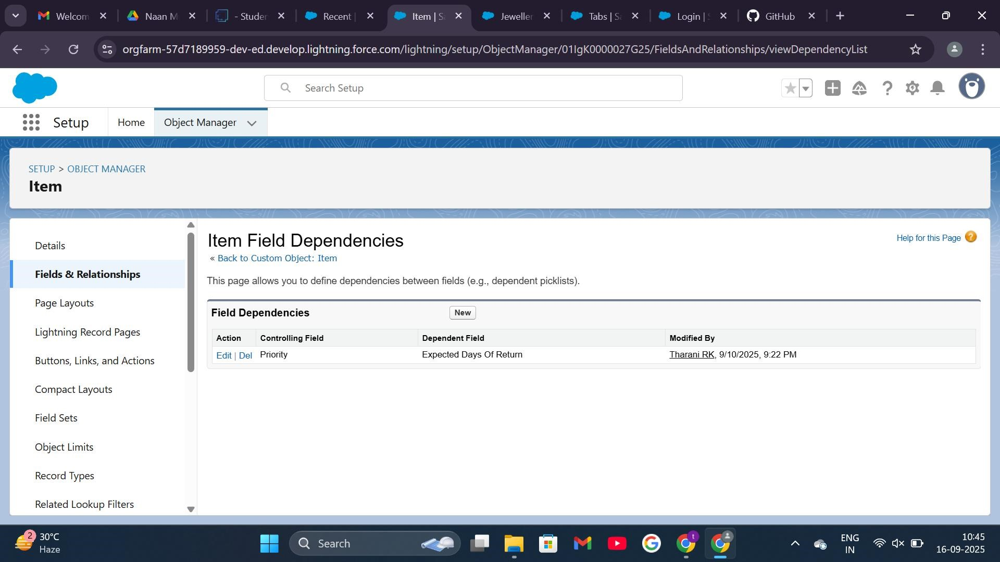 Welcom
Naan M
- Studer
Recent |
Item | Sa
Jeweller
Tabs | Sa
Login | S
GitHub
orgfarm-57d7189959-dev-ed.develop.lightning.force.com/lightning/setup/ObjectManager/01IgK0000027G25/FieldsAndRelationships/viewDependencyList
Search Setup
Setup
Home
Object Manager
SETUP > OBJECT MANAGER
Item
Details
Fields & Relationships
Page Layouts
Lightning Record Pages
Buttons, Links, and Actions
Compact Layouts
Field Sets
Object Limits
Record Types
Related Lookup Filters
Item Field Dependencies
Help for this Page ?
« Back to Custom Object: Item
This page allows you to define dependencies between fields (e.g., dependent picklists).
Field Dependencies
New
Action Controlling Field Dependent Field Modified By
Edit | Del Priority Expected Days Of Return Tharani RK, 9/10/2025, 9:22 PM
2
30°C
Haze
Search
t
ENG
IN
10:45
16-09-2025